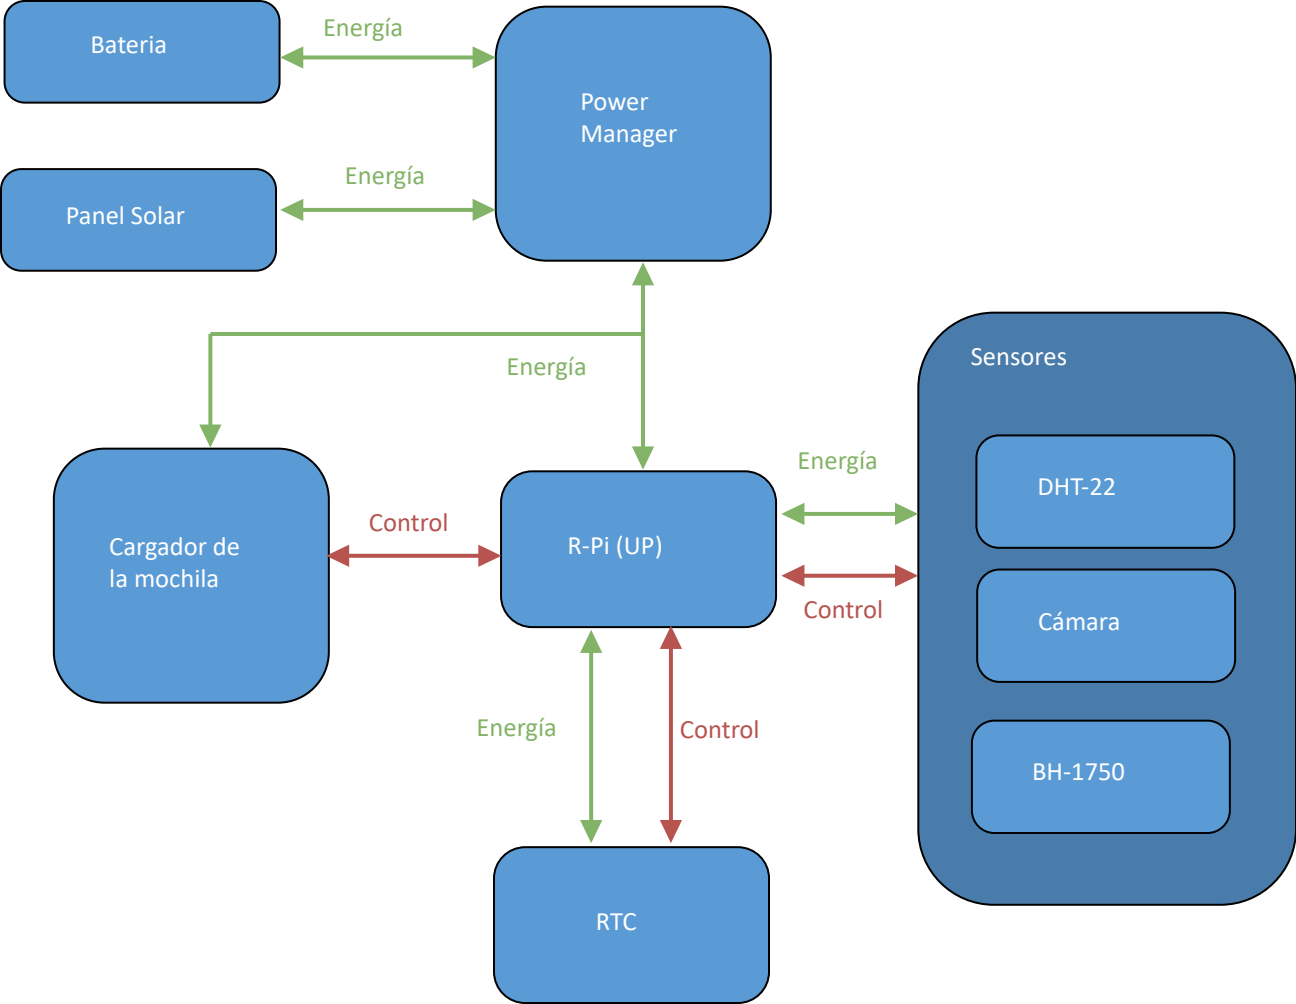 Bateria
Energía
Power
Manager
Energía
Panel Solar
Energía
Sensores
Energía
DHT-22
Control
Cargador de
la mochila
R-Pi (UP)
Control
Cámara
Energía
Control
BH-1750
RTC